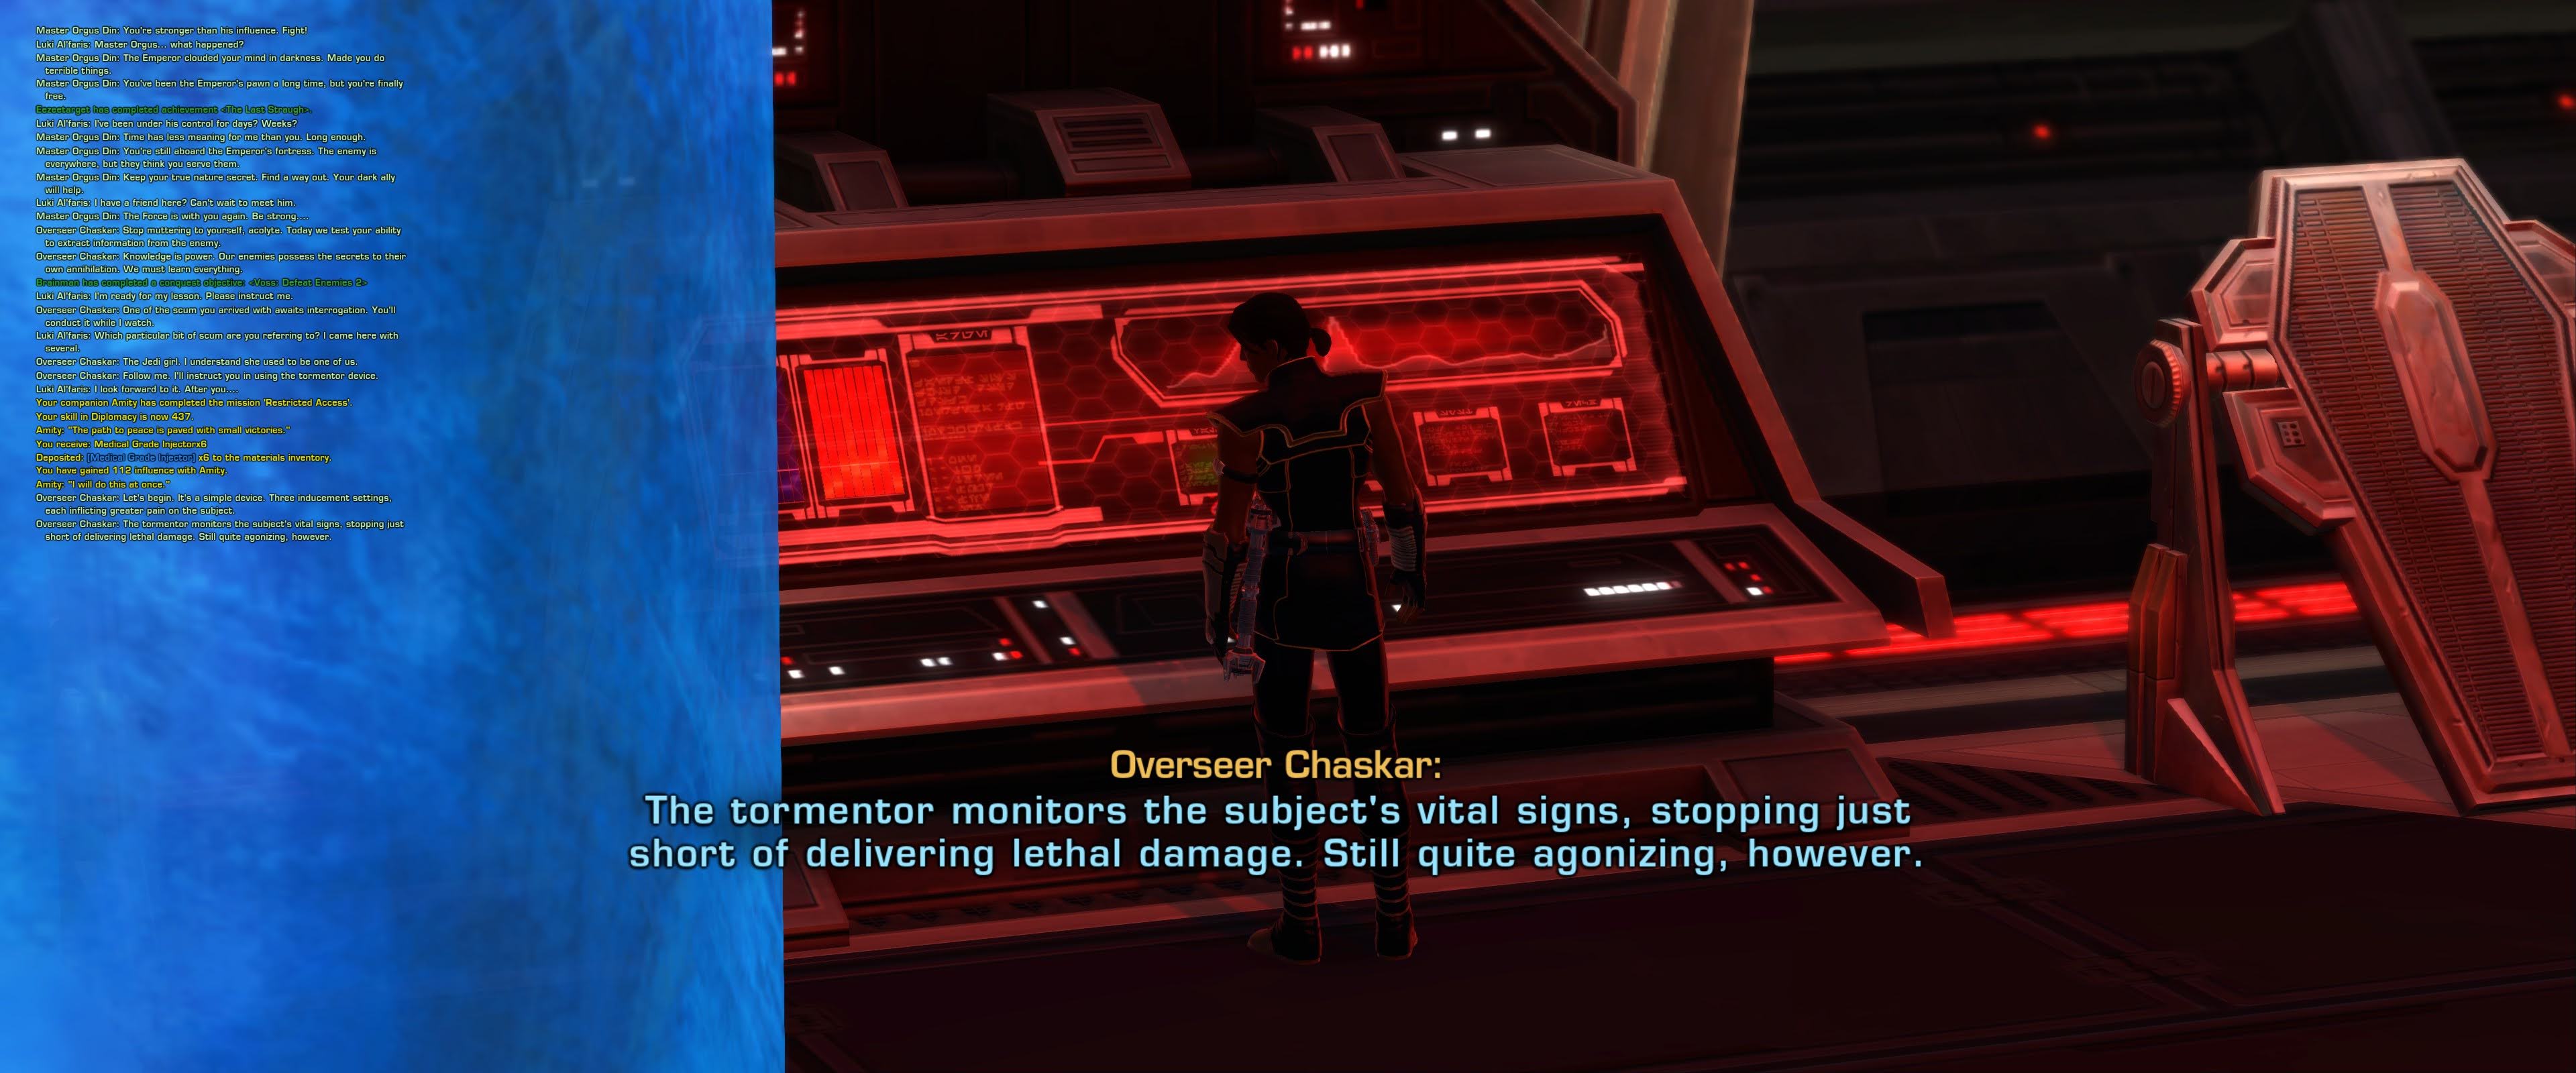 Master Orgus Din: You're stronger than his influence. Fight!
Luki Al'faris: Master Orgus... what happened?
Master Orgus Din: The Emperor clouded your mind in darkness. Made you do
terrible things.
Master Orgus Din: You've been the Emperor's pawn a long time, but you're finally
free.
Eezeetarget has completed achievement <The Last Straugh>.
Luki Al'faris: I've been under his control for days? Weeks?
Master Orgus Din: Time has less meaning for me than you. Long enough.
Master Orgus Din: You're still aboard the Emperor's fortress. The enemy is
everywhere, but they think you serve them.
Master Orgus Din: Keep your true nature secret. Find a way out. Your dark ally
will help.
Luki Al'faris: I have a friend here? Can't wait to meet him.
Master Orgus Din: The Force is with you again. Be strong....
Overseer Chaskar: Stop muttering to yourself, acolyte. Today we test your ability
to extract information from the enemy.
Overseer Chaskar: Knowledge is power. Our enemies possess the secrets to their
own annihilation. We must learn everything.
Brainman has completed a conquest objective: <Voss: Defeat Enemies 2>
Luki Al'faris: I'm ready for my lesson. Please instruct me.
Overseer Chaskar: One of the scum you arrived with awaits interrogation. You'll
conduct it while I watch.
Luki Al'faris: Which particular bit of scum are you referring to? I came here with
several.
Overseer Chaskar: The Jedi girl. I understand she used to be one of us.
Overseer Chaskar: Follow me. I'll instruct you in using the tormentor device.
Luki Al'faris: I look forward to it. After you....
Your companion Amity has completed the mission 'Restricted Access'.
Your skill in Diplomacy is now 437.
Amity: "The path to peace is paved with small victories."
You receive: Medical Grade Injectorx6
Deposited: [Medical Grade Injector] x6 to the materials inventory.
You have gained 112 influence with Amity.
Amity: "I will do this at once."
Overseer Chaskar: Let's begin. It's a simple device. Three inducement settings,
each inflicting greater pain on the subject.
Overseer Chaskar: The tormentor monitors the subject's vital signs, stopping just
short of delivering lethal damage. Still quite agonizing, however.
Overseer Chaskar:
The tormentor monitors the subject's vital signs, stopping just
short of delivering lethal damage. Still quite agonizing, however.